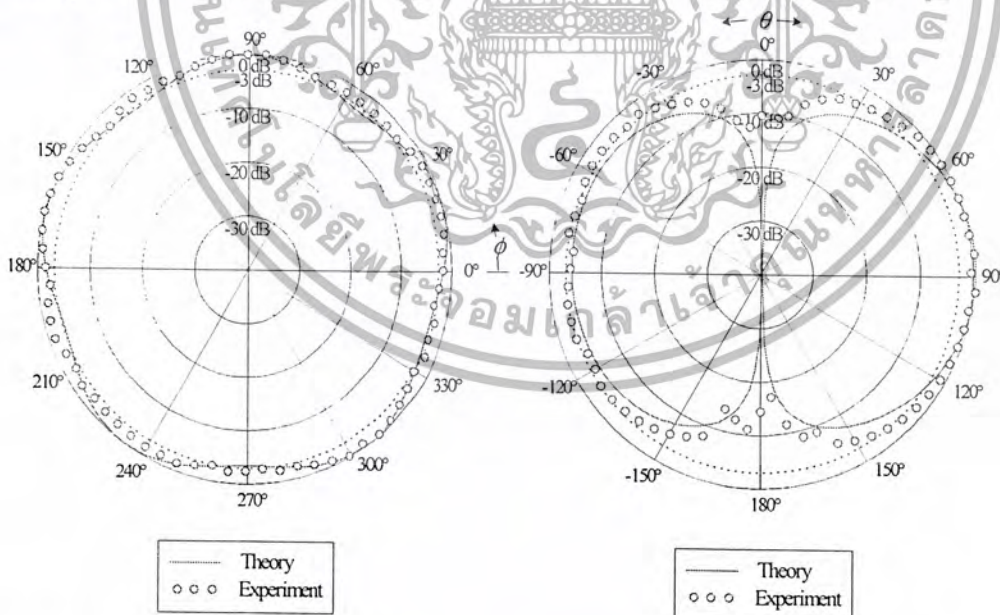 90°
120°
60°
0 dB
-3 dB
-10 dB
150°
30°
-20 dB
-30 dB
180°
0°
ϕ
210°
330°
240°
300°
270°
Theory
Experiment
θ
0°
-30°
30°
0 dB
-3 dB
-10 dB
-60°
60°
-20 dB
-30 dB
-90°
90°
-120°
120°
-150°
150°
180°
Theory
Experiment